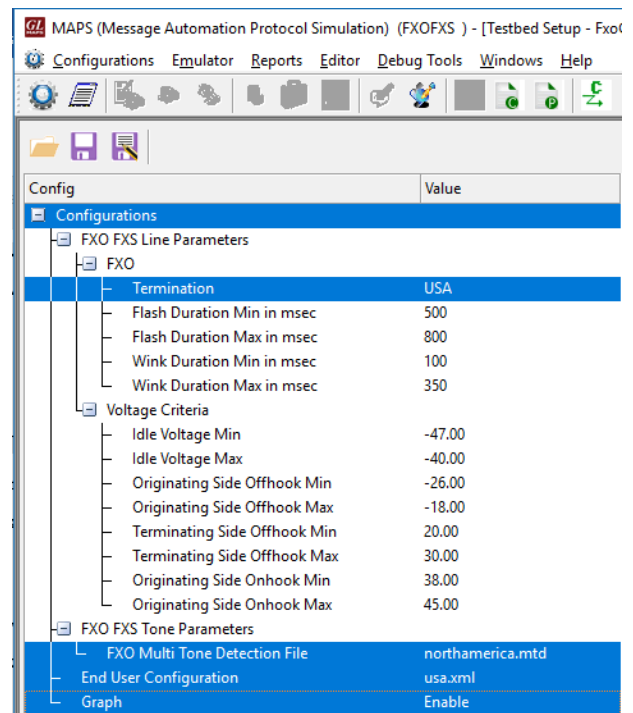 GL MAPS MAPS (Message Automation Protocol Simulation) (FXOFXS ) - [Testbed Setup - Fxo
Configurations Emulator Reports Editor Debug Tools Windows Help
Config Value
Configurations
FXO FXS Line Parameters
FXO
Termination USA
Flash Duration Min in msec 500
Flash Duration Max in msec 800
Wink Duration Min in msec 100
Wink Duration Max in msec 350
Voltage Criteria
Idle Voltage Min -47.00
Idle Voltage Max -40.00
Originating Side Offhook Min -26.00
Originating Side Offhook Max -18.00
Terminating Side Offhook Min 20.00
Terminating Side Offhook Max 30.00
Originating Side Onhook Min 38.00
Originating Side Onhook Max 45.00
FXO FXS Tone Parameters
FXO Multi Tone Detection File northamerica.mtd
End User Configuration usa.xml
Graph Enable